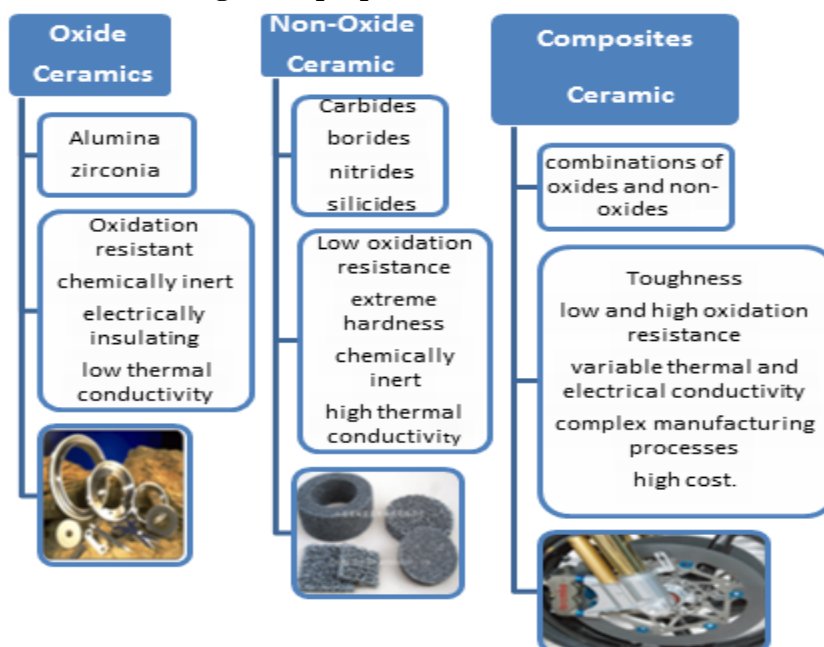 Oxide
Ceramics
Alumina
zirconia
Oxidation
resistant
chemically inert
electrically
insulating
low thermal
conductivity
Non-Oxide
Ceramic
Carbides
borides
nitrides
silicides
Low oxidation
resistance
extreme
hardness
chemically
inert
high thermal
conductivity
Composites
Ceramic
combinations of
oxides and non-
oxides
Toughness
low and high oxidation
resistance
variable thermal and
electrical conductivity
complex manufacturing
processes
high cost.